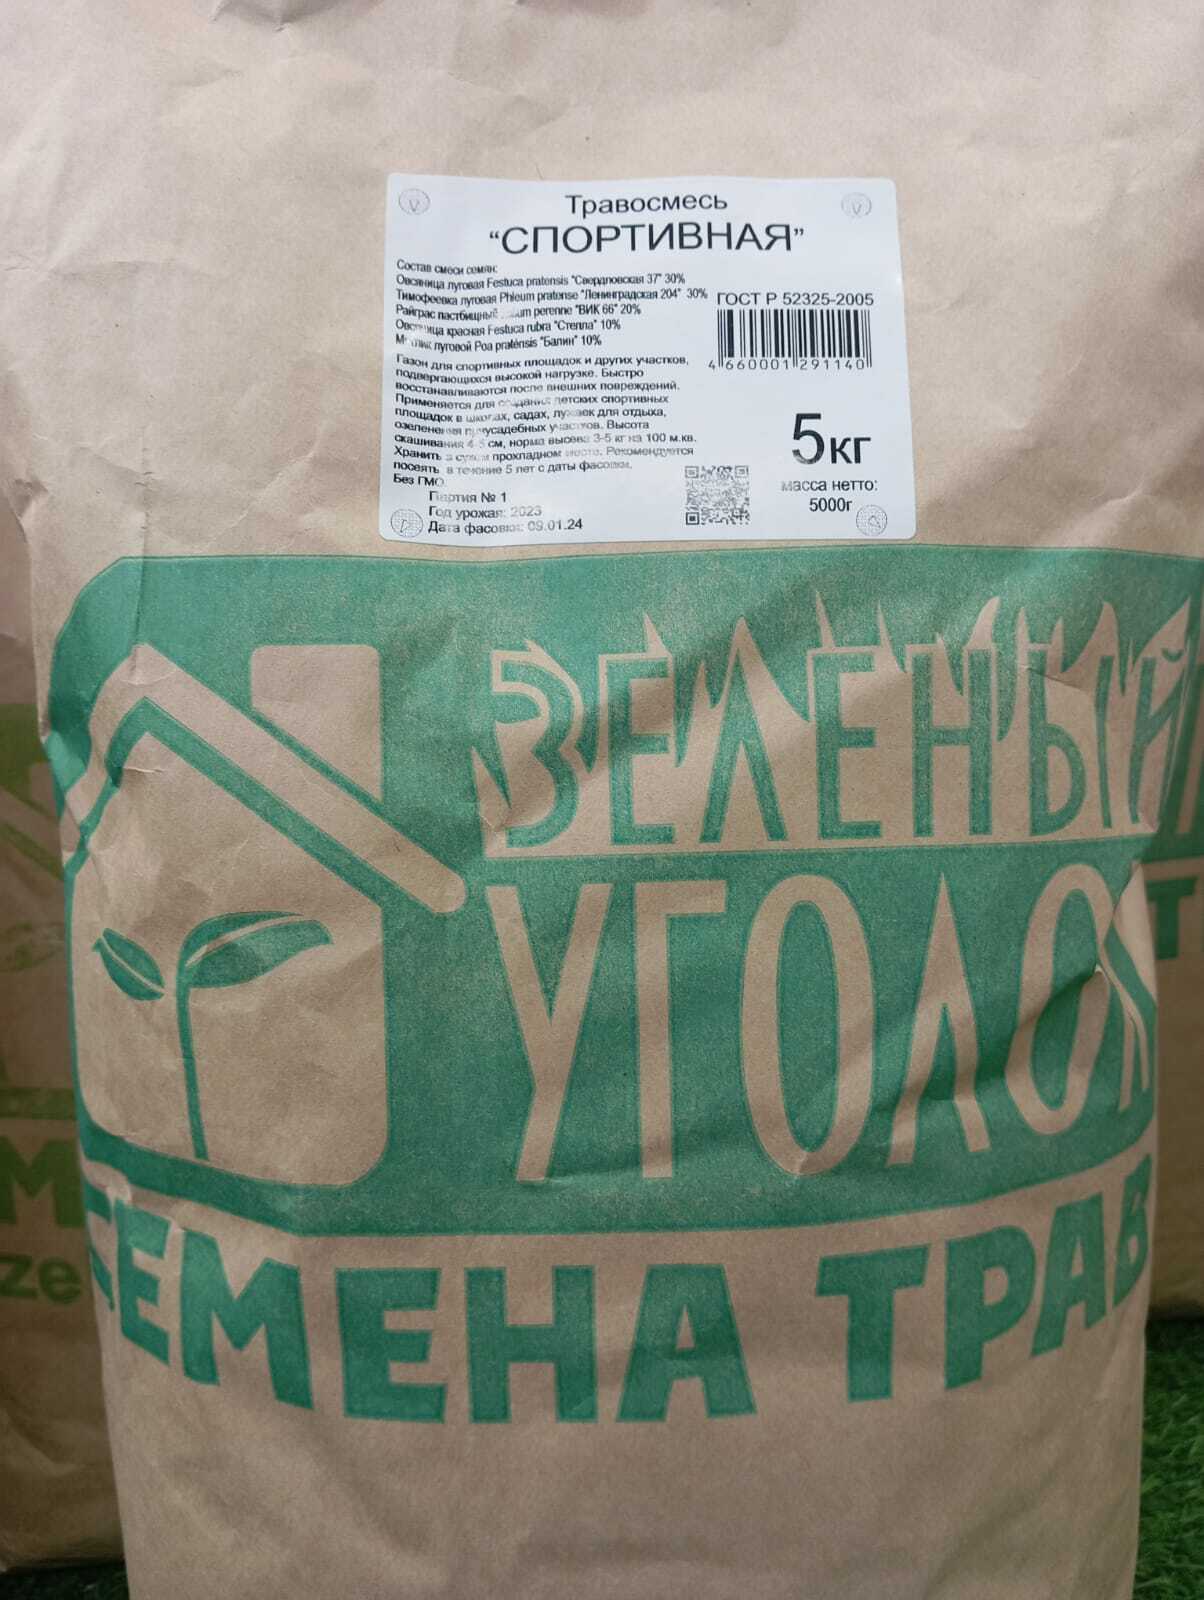 Травосмесь
“СПОРТИВНАЯ”
Состав смеси семян:
Овсяница луговая Festuca pratensis "Свердловская 37" 30%
Тимофеевка луговая Phleum pratense "Ленинградская 204" 30%
Райграс пастбищный perenne "ВИК 66" 20%
Овсяница красная Festuca rubra "Стелла" 10%
Мятлик луговой Poa pratensis "Балин" 10%
ГОСТ Р 52325-2005
4660001291140
Газон для спортивных площадок и других участков,
подвергающихся высокой нагрузке. Быстро
восстанавливаются после внешних повреждений.
Применяется для создания детских спортивных
площадок в школах, садах, лужаек для отдыха,
озеленения приусадебных участков. Высота
скашивания 4-5 см, норма высева 3-5 кг на 100 м.кв.
Хранить в сухом прохладном месте. Рекомендуется
посеять в течение 5 лет с даты фасовки.
Без ГМО.
Партия № 1
Год урожая: 2023
Дата фасовки: 09.01.24
5кг
масса нетто:
5000г
ЗЕЛЕНЫЙ
УГОЛОК
СЕМЕНА ТРАВ
М
ze
Т